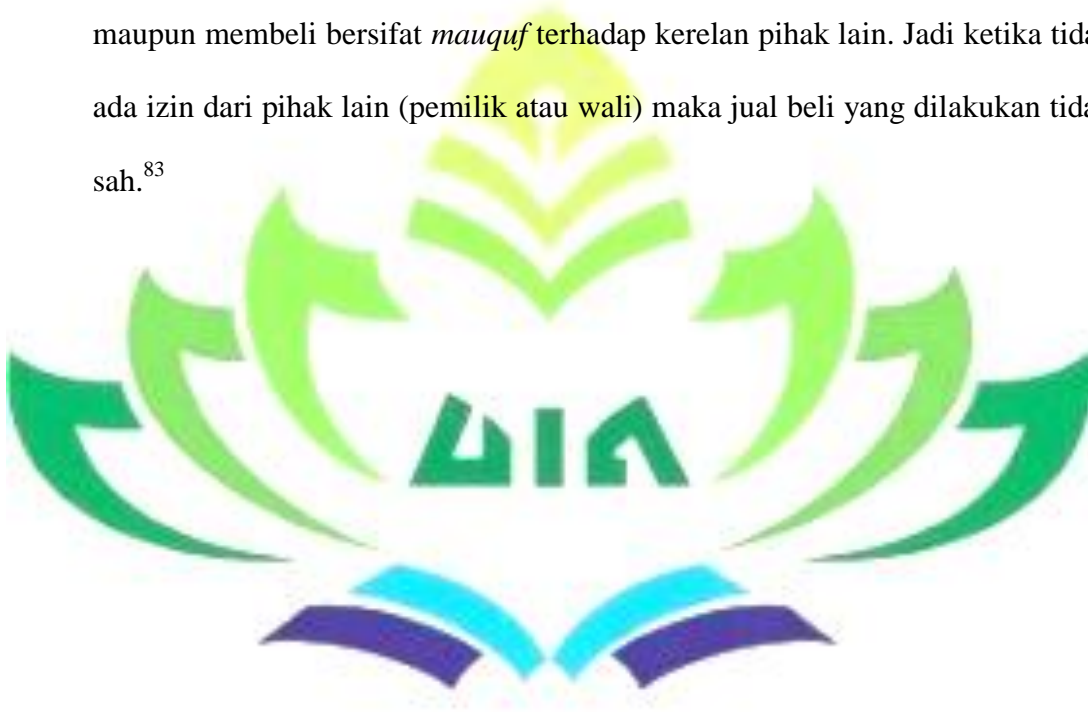 maupun membeli bersifat mauquf terhadap kerelan pihak lain. Jadi ketika tida
ada izin dari pihak lain (pemilik atau wali) maka jual beli yang dilakukan tida
sah.83
UIN